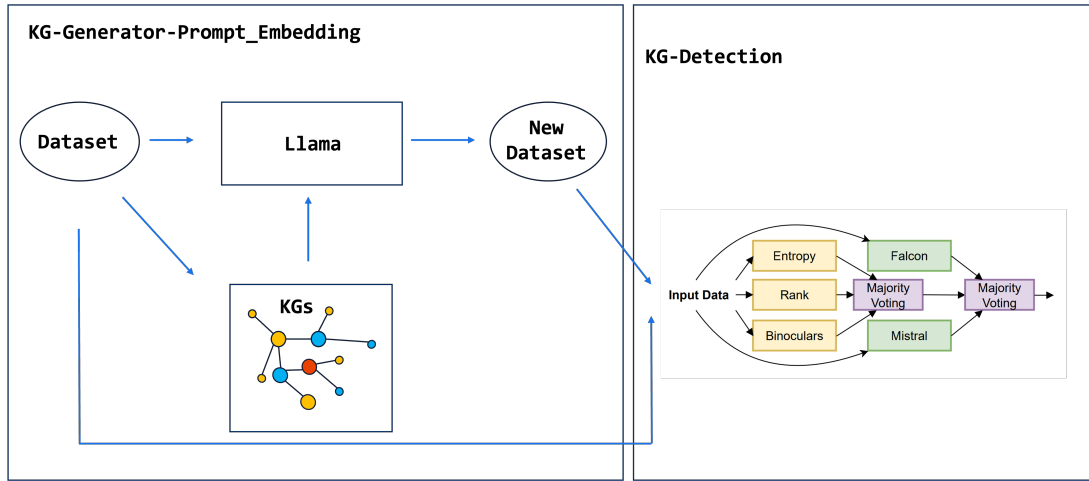 KG-Generator-Prompt_Embedding
Dataset
Llama
New
Dataset
KGs
KG-Detection
Input Data
Entropy
Rank
Binoculars
Falcon
Majority
Voting
Mistral
Majority
Voting